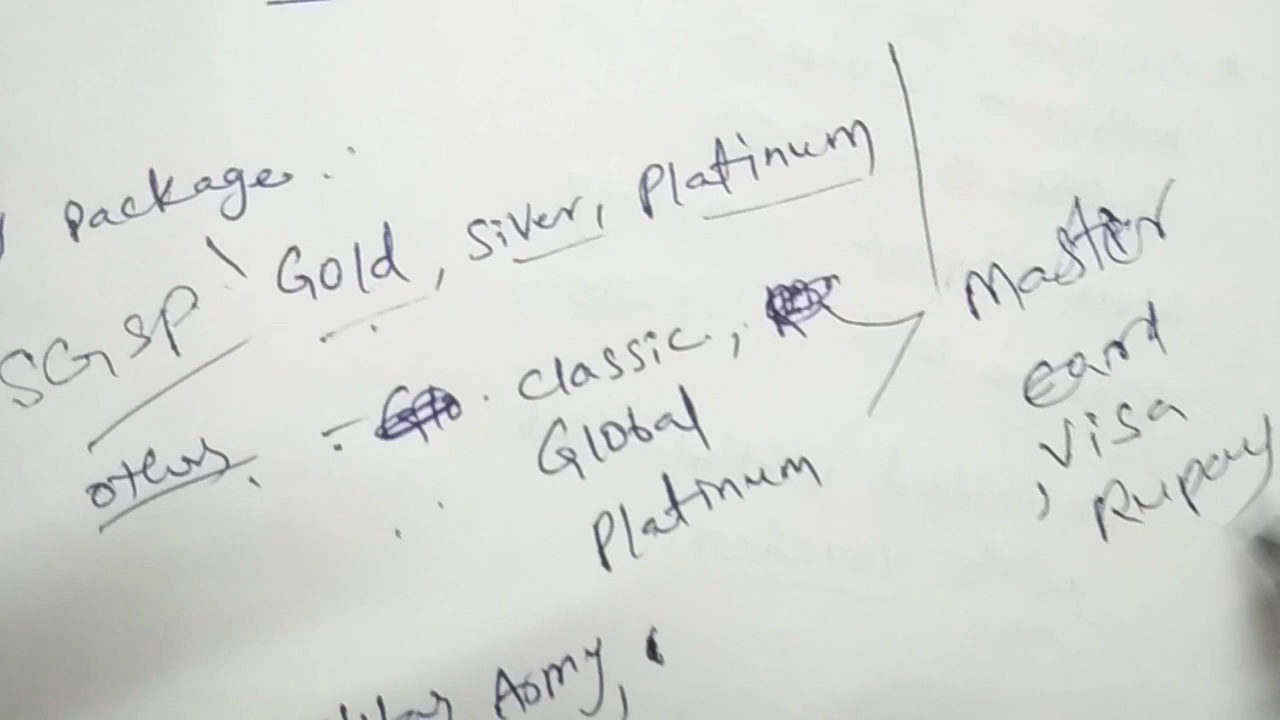 Package :
SGSP Gold, Siver, Platinum
others : Classic,
Global
Platinum
Master
card
Visa
, Rupay
Army,